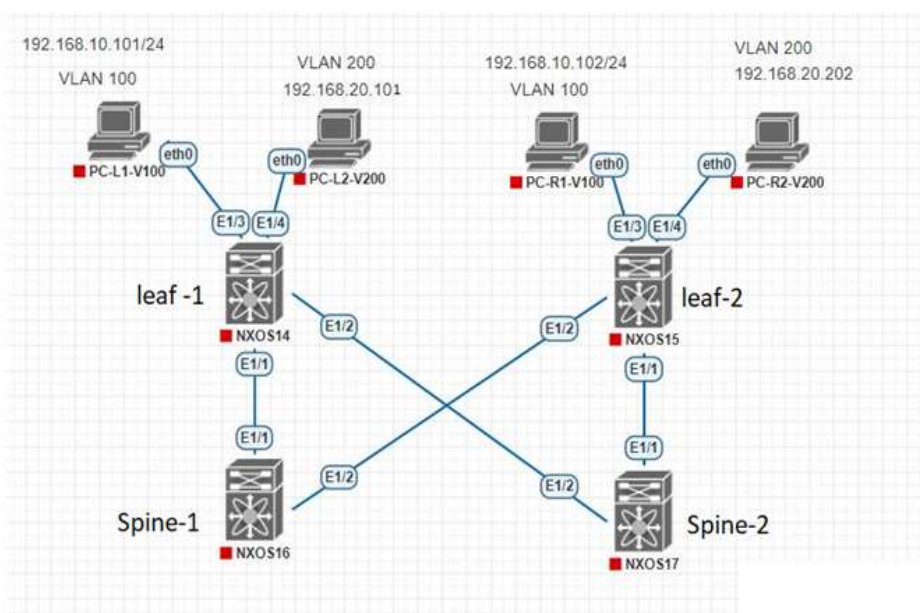 192.168.10.101/24
VLAN 100
VLAN 200
192.168.20.101
192.168.10.102/24
VLAN 100
VLAN 200
192.168.20.202
eth0
PC-L1-V100
eth0
PC-L2-V200
eth0
PC-R1-V100
eth0
PC-R2-V200
E1/3
E1/4
E1/3
E1/4
leaf -1
leaf-2
NXOS14
E1/2
E1/2
NXOS15
E1/1
E1/1
E1/1
E1/1
E1/2
E1/2
Spine-1
Spine-2
NXOS16
NXOS17